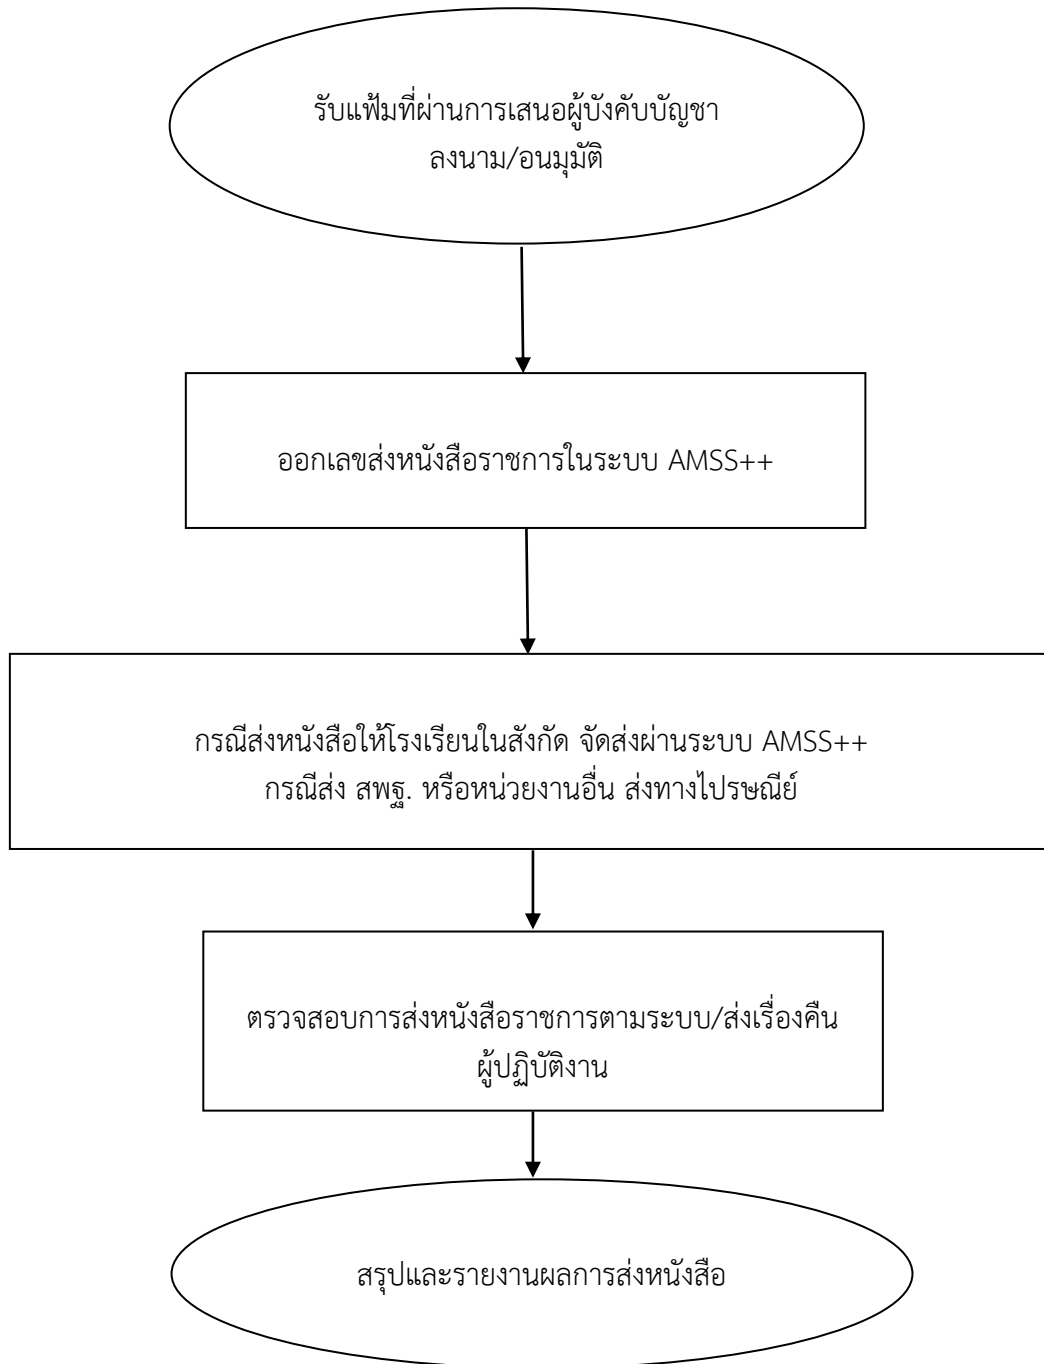 รับแฟ้มที่ผ่านการเสนอผู้บังคับบัญชา
ลงนาม/อนมุมัติ
ออกเลขส่งหนังสือราชการในระบบ AMSS++
กรณีส่งหนังสือให้โรงเรียนในสังกัด จัดส่งผ่านระบบ AMSS++
กรณีส่ง สพฐ. หรือหน่วยงานอื่น ส่งทางไปรษณีย์
ตรวจสอบการส่งหนังสือราชการตามระบบ/ส่งเรื่องคืน
ผู้ปฏิบัติงาน
สรุปและรายงานผลการส่งหนังสือ